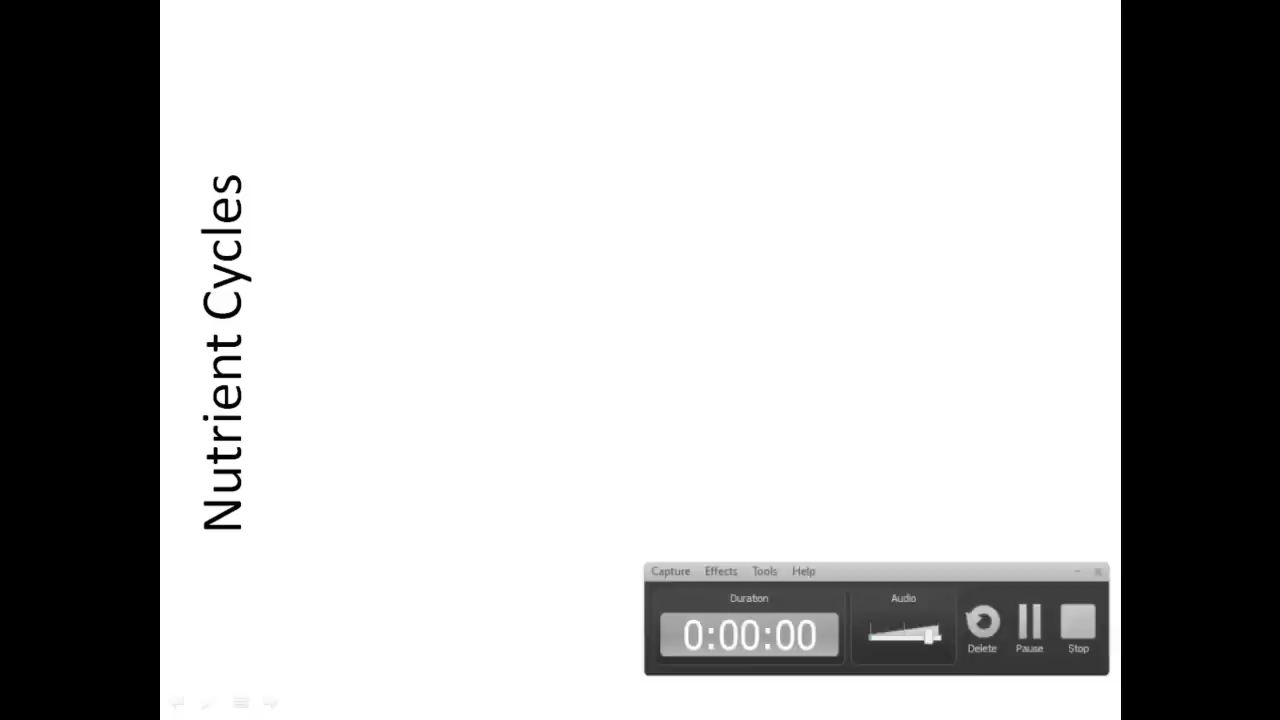 Nutrient Cycles
Capture Effects Tools Help
Duration
Audio
0:00:00
Delete Pause Stop